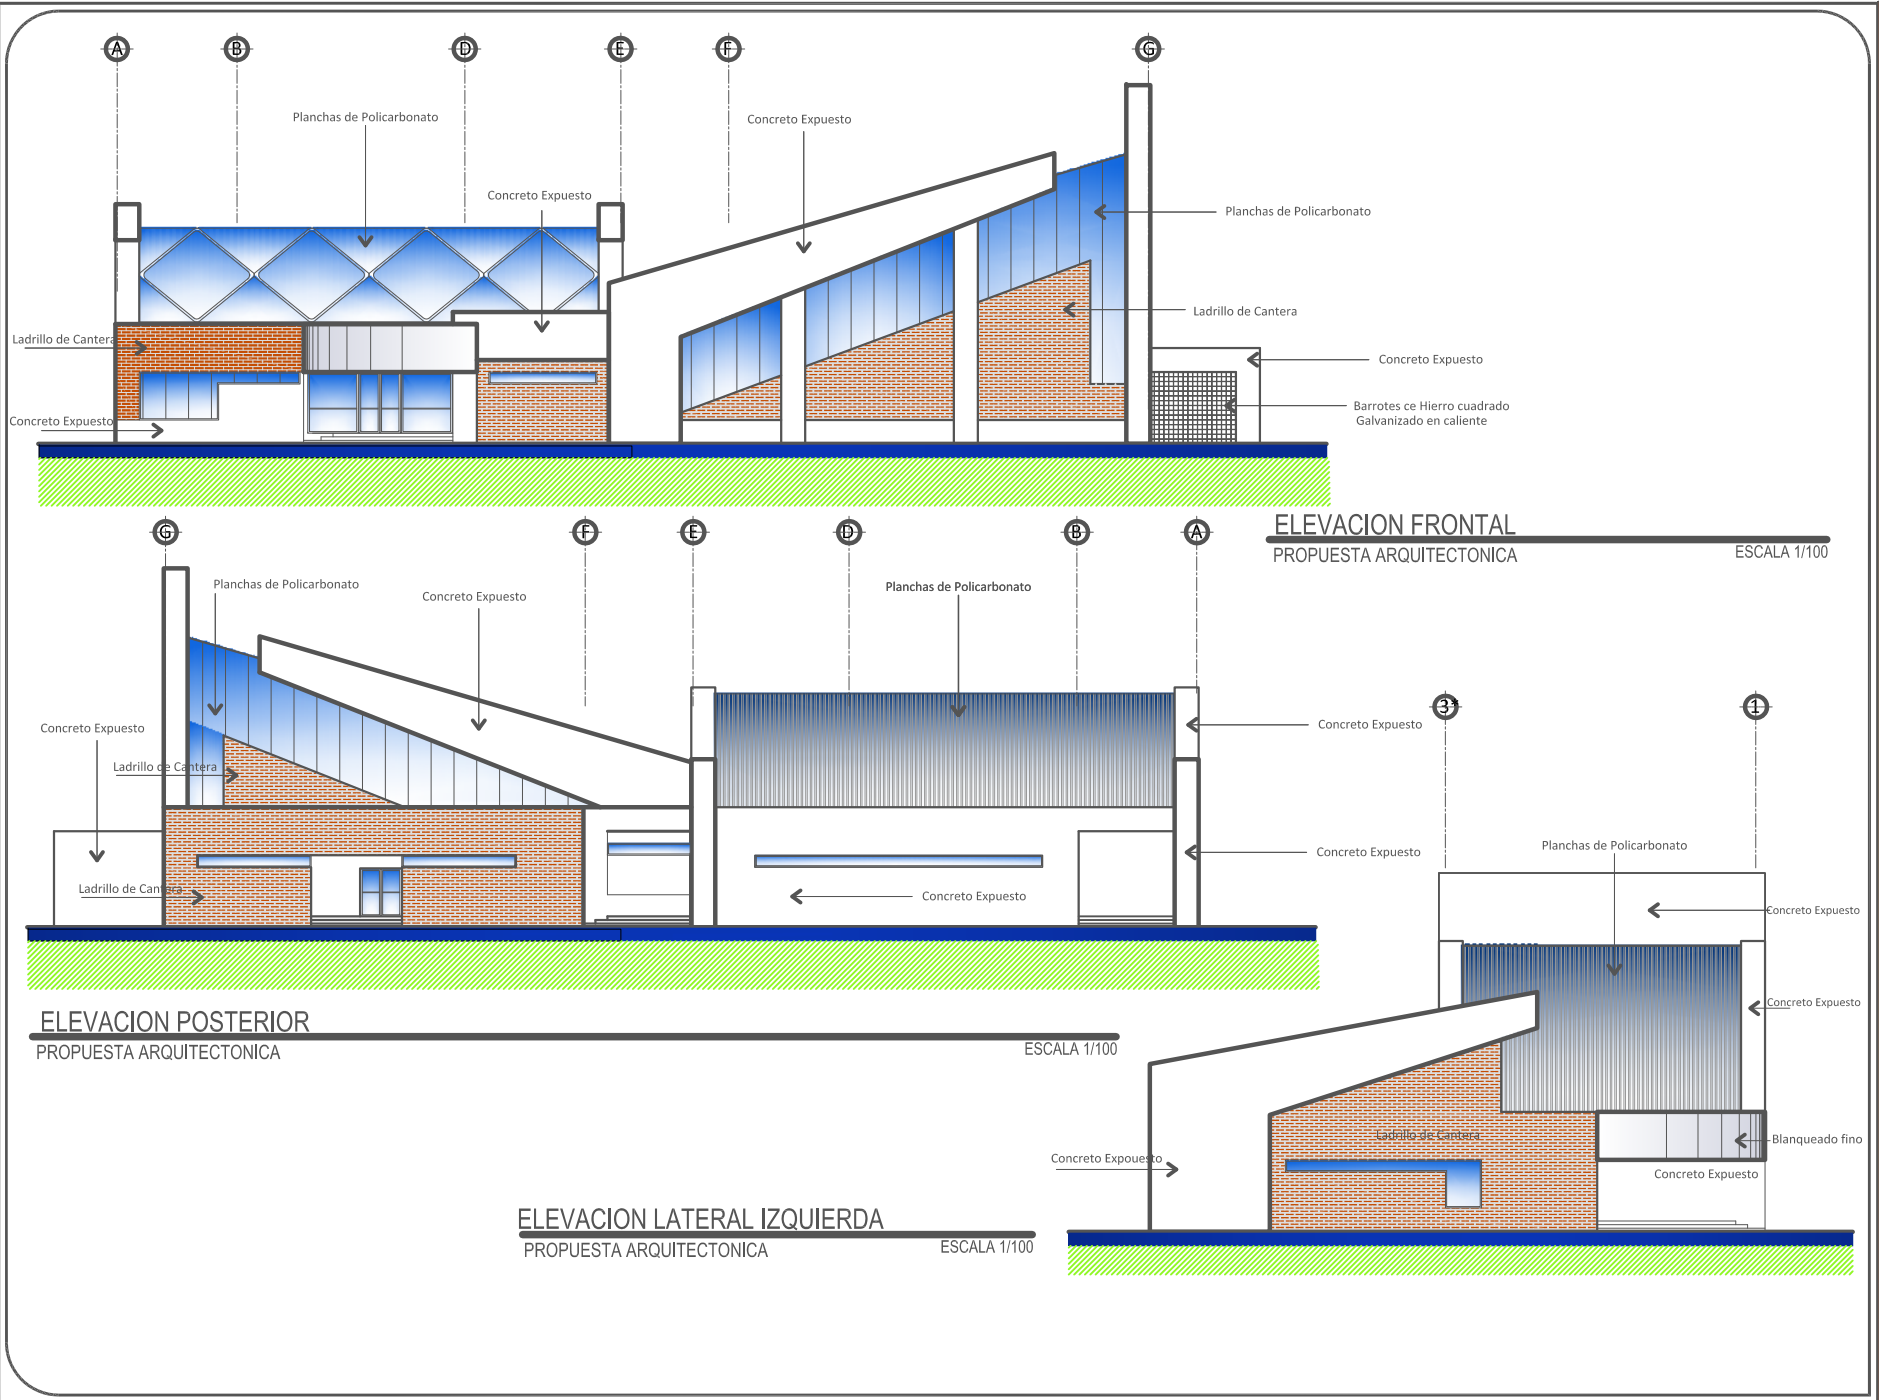 A B D E F G
Planchas de Policarbonato
Concreto Expuesto
Concreto Expuesto
Planchas de Policarbonato
Ladrillo de Cantera
Ladrillo de Cantera
Concreto Expuesto
Barrotes ce Hierro cuadrado
Galvanizado en caliente
Concreto Expuesto
ELEVACION FRONTAL
PROPUESTA ARQUITECTONICA
ESCALA 1/100
G F E D B A
Planchas de Policarbonato
Concreto Expuesto
Planchas de Policarbonato
Concreto Expuesto
Concreto Expuesto
Ladrillo de Cantera
Concreto Expuesto
Ladrillo de Cantera
Concreto Expuesto
ELEVACION POSTERIOR
PROPUESTA ARQUITECTONICA
ESCALA 1/100
3* 1
Planchas de Policarbonato
Concreto Expuesto
Concreto Expuesto
Ladrillo de Cantera
Blanqueado fino
Concreto Expouesto
Concreto Expuesto
ELEVACION LATERAL IZQUIERDA
PROPUESTA ARQUITECTONICA
ESCALA 1/100